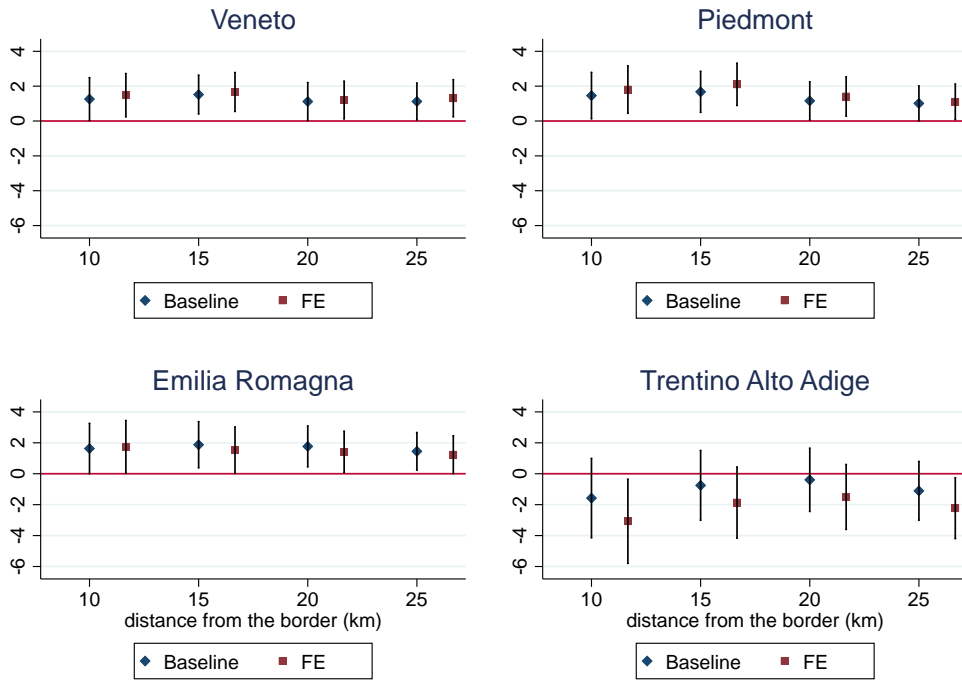 Veneto
4
2
0
-2
-4
-6
10 15 20 25
Baseline FE
Piedmont
4
2
0
-2
-4
-6
10 15 20 25
Baseline FE
Emilia Romagna
4
2
0
-2
-4
-6
10 15 20 25
distance from the border (km)
Baseline FE
Trentino Alto Adige
4
2
0
-2
-4
-6
10 15 20 25
distance from the border (km)
Baseline FE